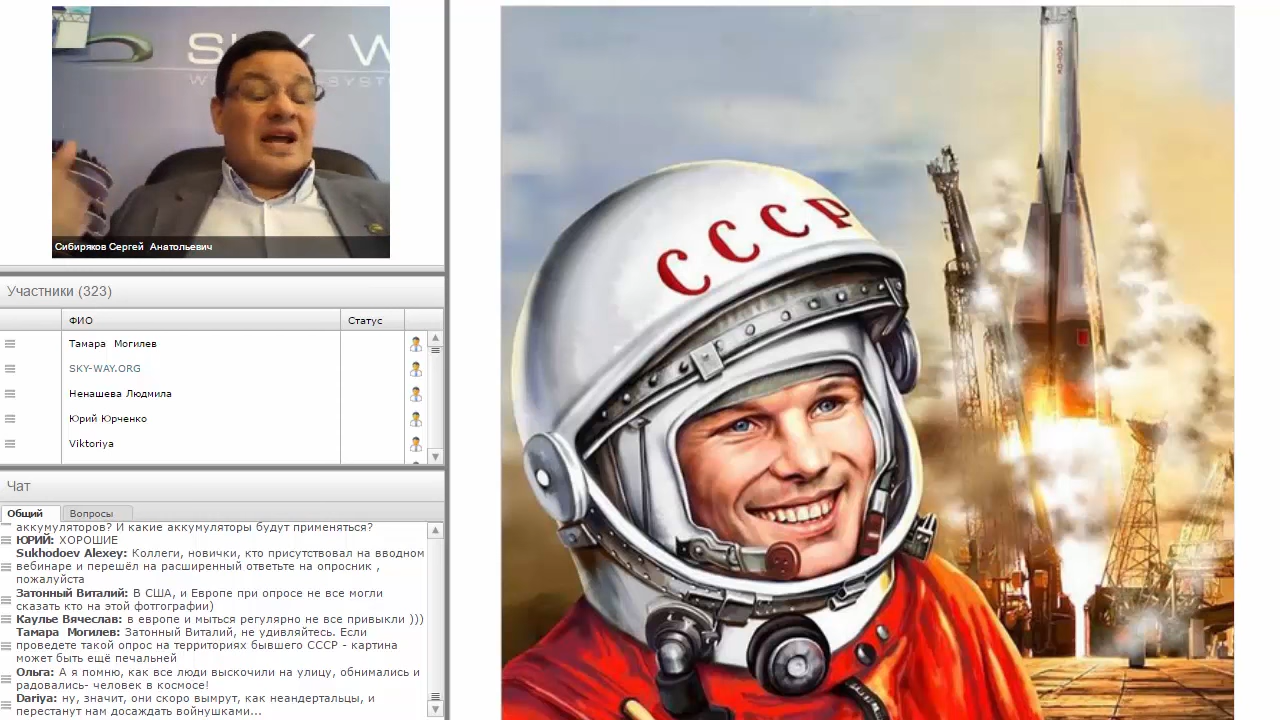 SKY W
W SYSTE
Сибиряков Сергей Анатольевич
Участники (323)
ФИО Статус
Тамара Могилев
SKY-WAY.ORG
Ненашева Людмила
Юрий Юрченко
Viktoriya
Чат
Общий Вопросы
аккумуляторов? И какие аккумуляторы будут применяться?
ЮРИЙ: ХОРОШИЕ
Sukhodoev Alexey: Коллеги, новички, кто присутствовал на вводном
вебинаре и перешёл на расширенный ответьте на опросник ,
пожалуйста
Затонный Виталий: В США, и Европе при опросе не все могли
сказать кто на этой фотографии)
Каулье Вячеслав: в европе и мыться регулярно не все привыкли )))
Тамара Могилев: Затонный Виталий, не удивляйтесь. Если
проведете такой опрос на территориях бывшего СССР - картина
может быть ещё печальней
Ольга: А я помню, как все люди выскочили на улицу, обнимались и
радовались- человек в космосе!
Dariya: ну, значит, они скоро вымрут, как неандертальцы, и
перестанут нам досаждать войнушками...
СССР
ВОСТОК